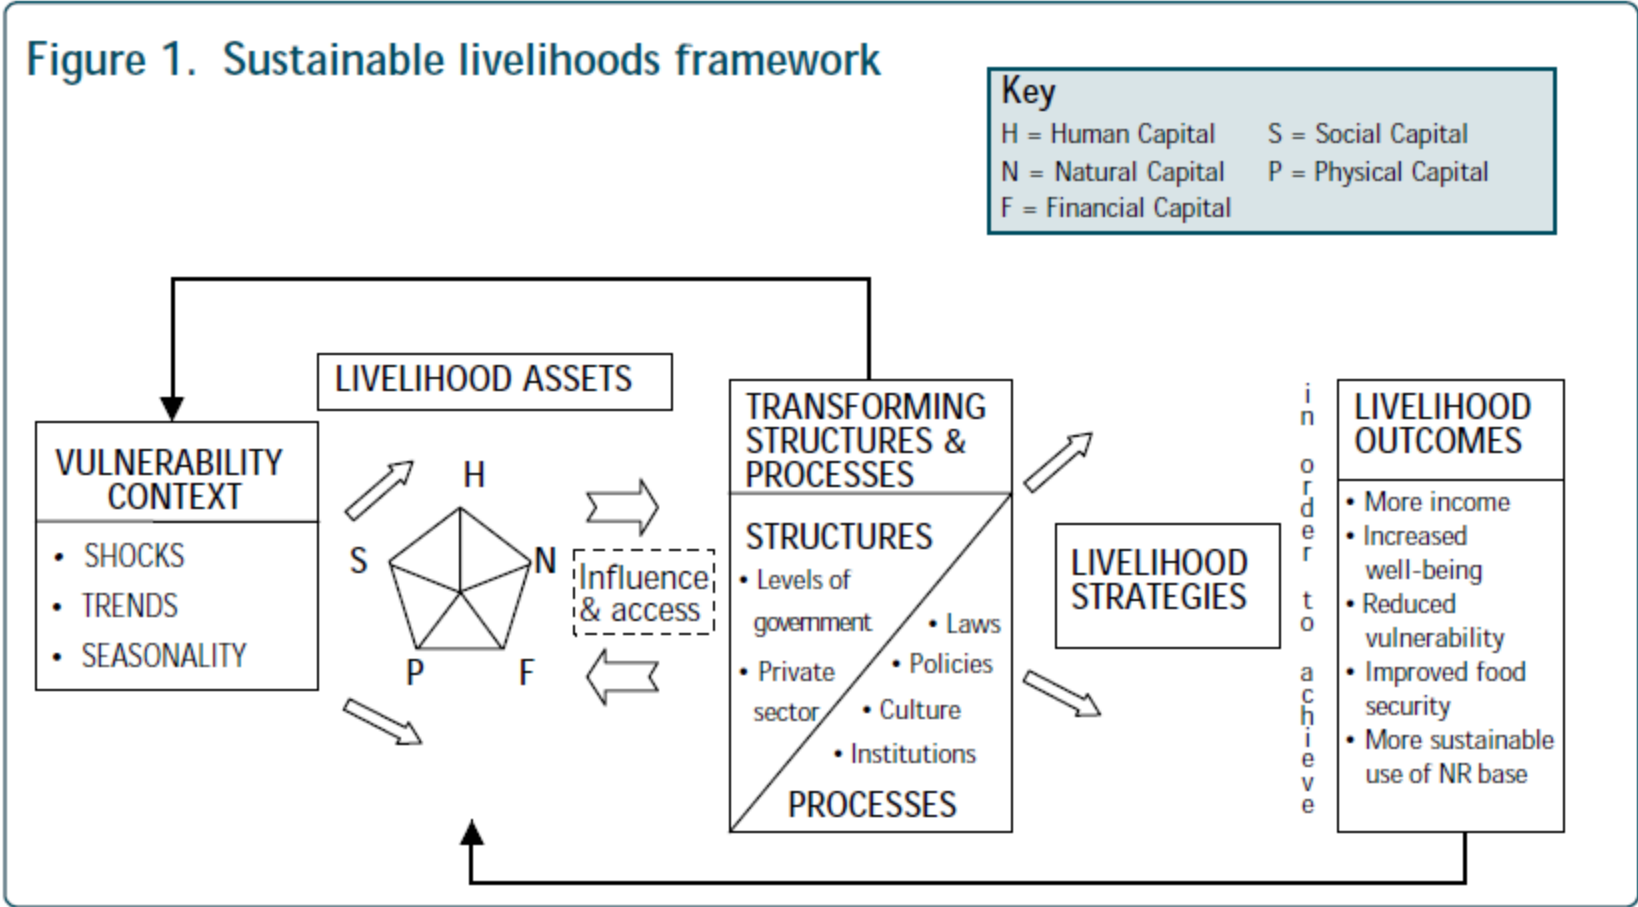 Figure 1. Sustainable livelihoods framework
Key
H = Human Capital S = Social Capital
N = Natural Capital P = Physical Capital
F = Financial Capital
VULNERABILITY
CONTEXT
• SHOCKS
• TRENDS
• SEASONALITY
LIVELIHOOD ASSETS
H
S
N
P
F
Influence
& access
TRANSFORMING
STRUCTURES &
PROCESSES
STRUCTURES
• Levels of
government
• Private
sector
• Laws
• Policies
• Culture
• Institutions
PROCESSES
LIVELIHOOD
STRATEGIES
in order to achieve
LIVELIHOOD
OUTCOMES
• More income
• Increased
well-being
• Reduced
vulnerability
• Improved food
security
• More sustainable
use of NR base